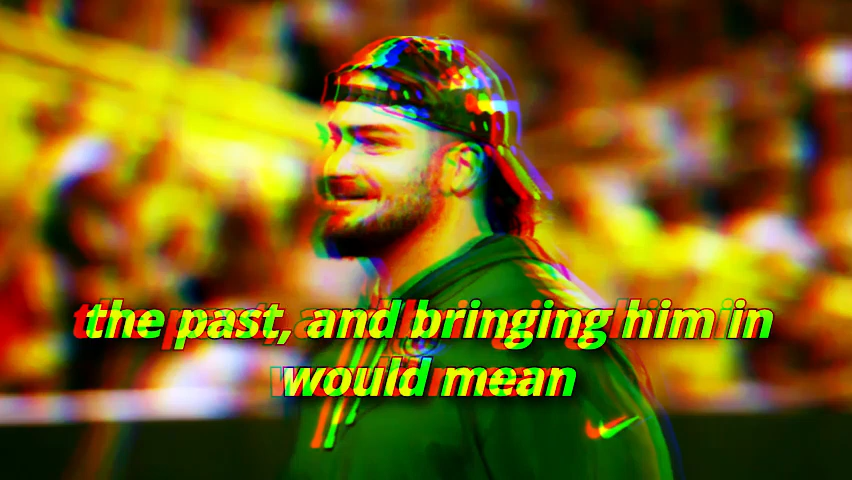 the past, and bringing him in
would mean